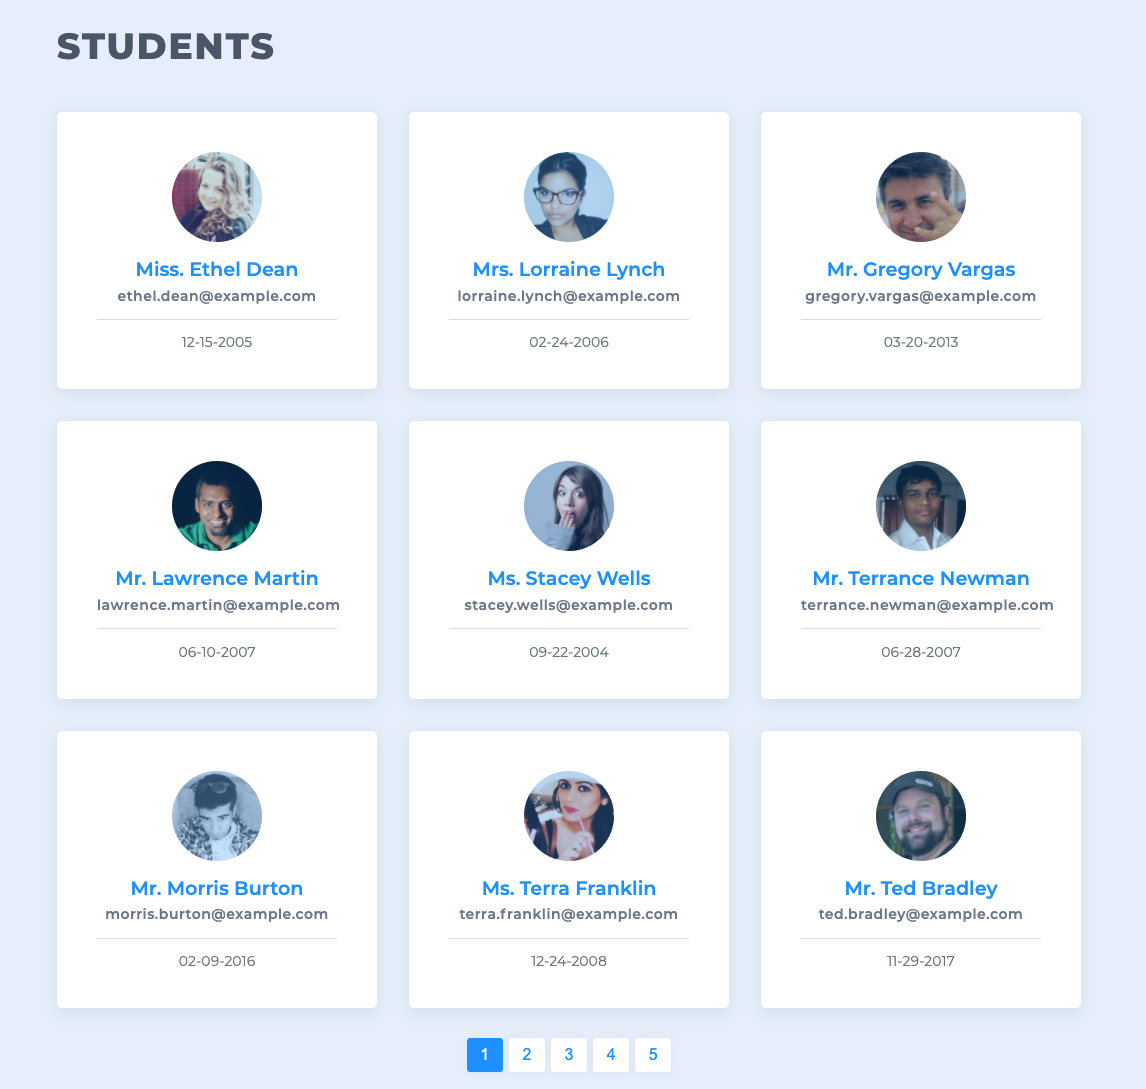 STUDENTS
Miss. Ethel Dean
ethel.dean@example.com
12-15-2005
Mrs. Lorraine Lynch
lorraine.lynch@example.com
02-24-2006
Mr. Gregory Vargas
gregory.vargas@example.com
03-20-2013
Mr. Lawrence Martin
lawrence.martin@example.com
06-10-2007
Ms. Stacey Wells
stacey.wells@example.com
09-22-2004
Mr. Terrance Newman
terrance.newman@example.com
06-28-2007
Mr. Morris Burton
morris.burton@example.com
02-09-2016
Ms. Terra Franklin
terra.franklin@example.com
12-24-2008
Mr. Ted Bradley
ted.bradley@example.com
11-29-2017
1 2 3 4 5